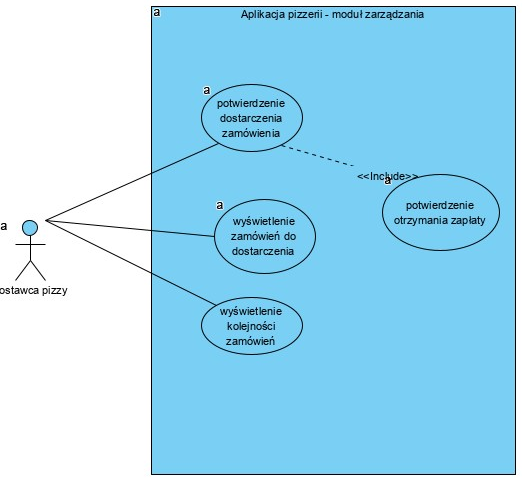 a
Aplikacja pizzerii - moduł zarządzania
a
potwierdzenie
dostarczenia
zamówienia
<<Include>>
a
potwierdzenie
otrzymania zapłaty
a
wyświetlenie
zamówień do
dostarczenia
a
ostawca pizzy
wyświetlenie
kolejności
zamówień